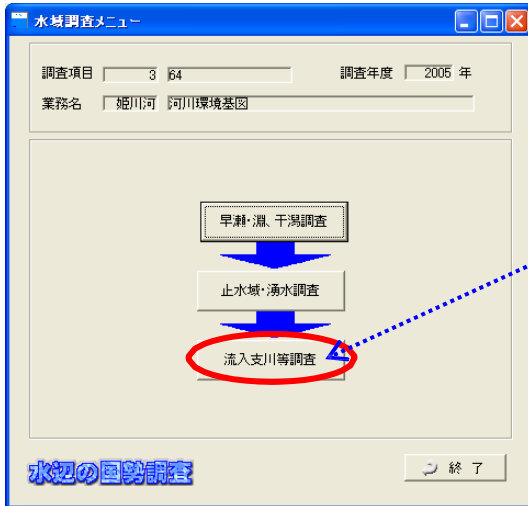 水域調査メニュー
調査項目 3 64 調査年度 2005 年
業務名 姫川河 河川環境基図
早瀬・淵、干潟調査
止水域・湧水調査
流入支川等調査
水辺の国勢調査 終 了